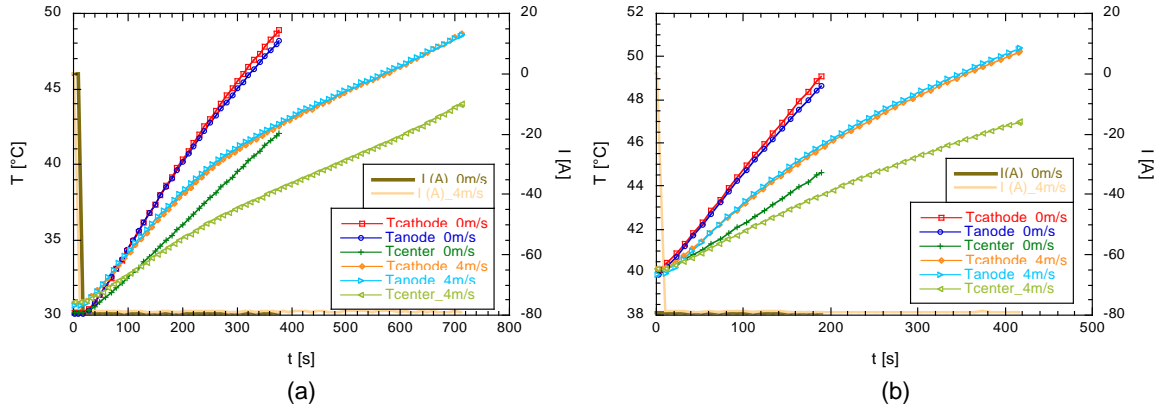 50
45
40
35
30
T [°C]
0 100 200 300 400 500 600 700 800
t [s]
20
0
-20
-40
-60
-80
I [A]
I (A)_0m/s
I (A)_4m/s
Tcathode_0m/s
Tanode_0m/s
Tcenter_0m/s
Tcathode_4m/s
Tanode_4m/s
Tcenter_4m/s
(a)
52
50
48
46
44
42
40
38
T [°C]
0 100 200 300 400 500
t [s]
20
0
-20
-40
-60
-80
I [A]
I(A)_0m/s
I (A)_4m/s
Tcathode_0m/s
Tanode_0m/s
Tcenter_0m/s
Tcathode_4m/s
Tanode_4m/s
Tcenter_4m/s
(b)